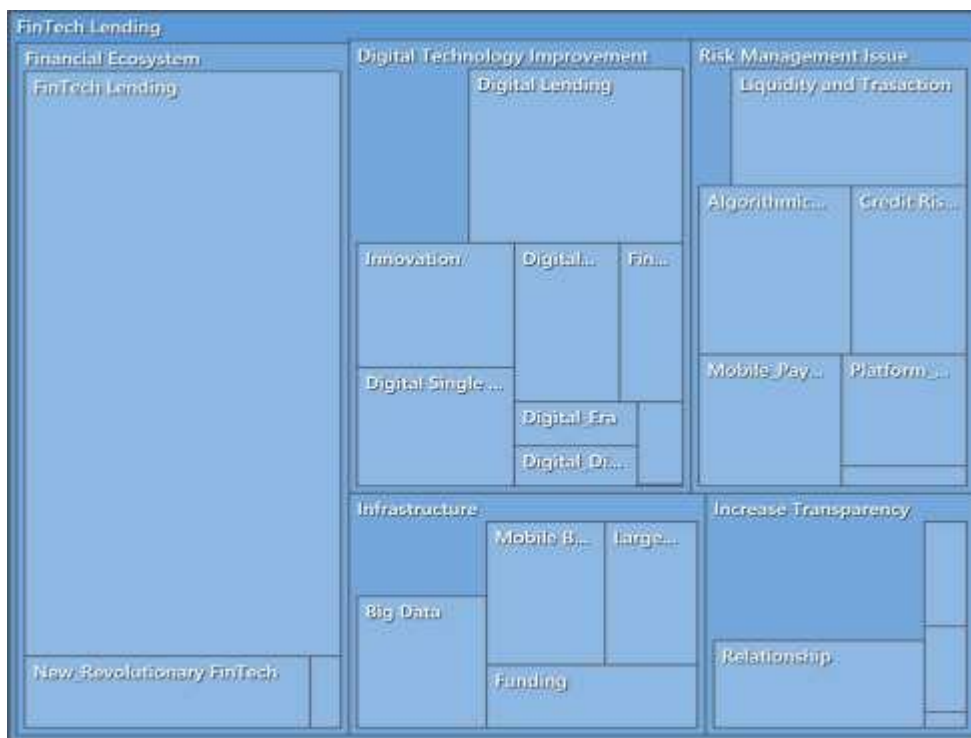 FinTech Lending
Financial Ecosystem
FinTech Lending
New_Revolutionary FinTech
Digital Technology Improvement
Digital Lending
Innovation
Digital...
Fin...
Digital Single ...
Digital_Era
Digital_Di...
Risk Management Issue
Liquidity and Trasaction
Algorithmic...
Credit Ris...
Mobile_Pay...
Platform_...
Infrastructure
Mobile B...
Large...
Big Data
Funding
Increase Transparency
Relationship